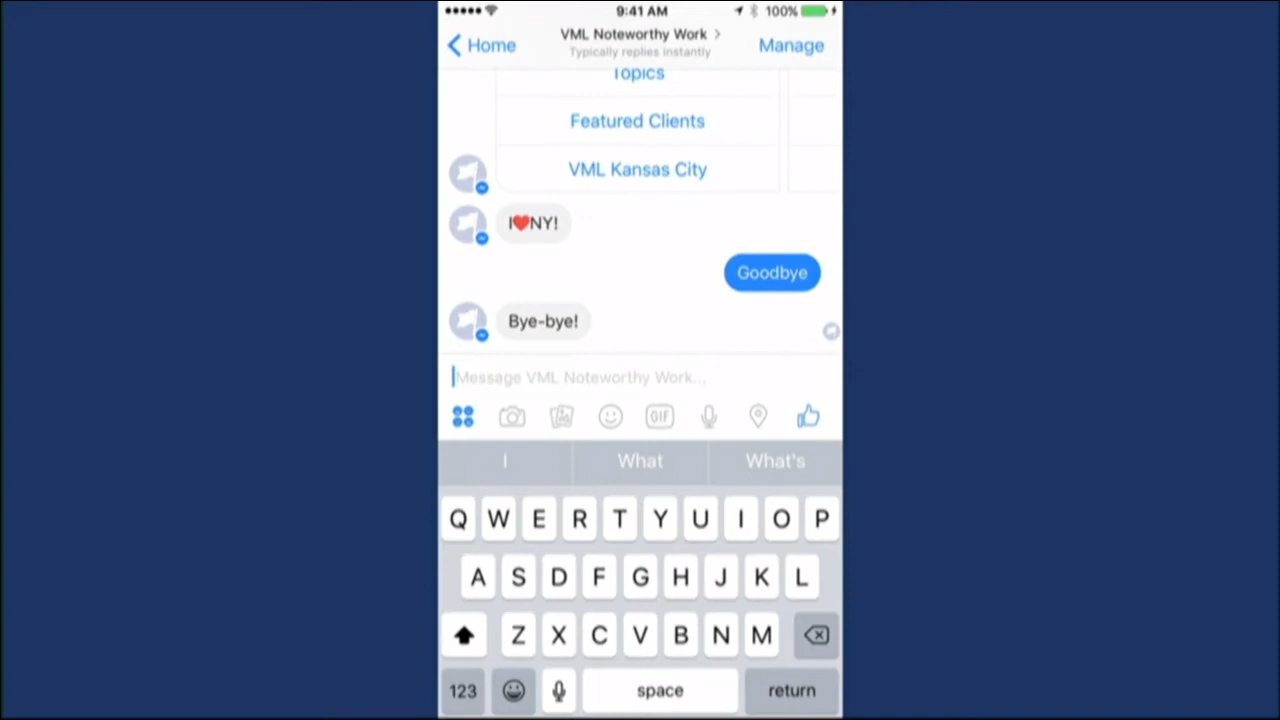 9:41 AM
100%
Home
VML Noteworthy Work
Typically replies instantly
Manage
Topics
Featured Clients
VML Kansas City
I❤️NY!
Goodbye
Bye-bye!
Message VML Noteworthy Work...
GIF
I What What's
Q W E R T Y U I O P
A S D F G H J K L
Z X C V B N M
123 space return